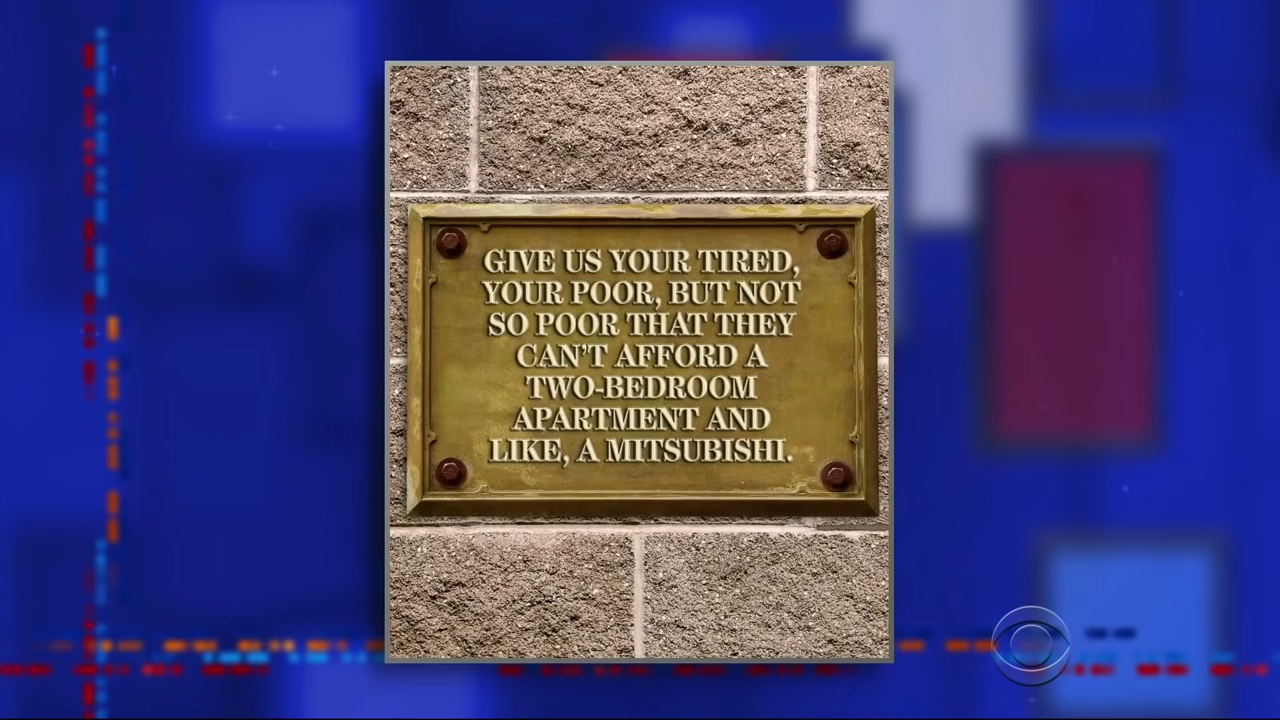 GIVE US YOUR TIRED,
YOUR POOR, BUT NOT
SO POOR THAT THEY
CAN'T AFFORD A
TWO-BEDROOM
APARTMENT AND
LIKE, A MITSUBISHI.